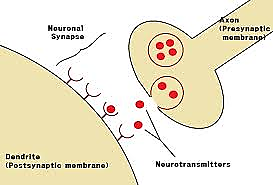 Neuronal
Synapse
Axon
(Presynaptic
membrane)
Dendrite
(Postsynaptic membrane)
Neurotransmitters